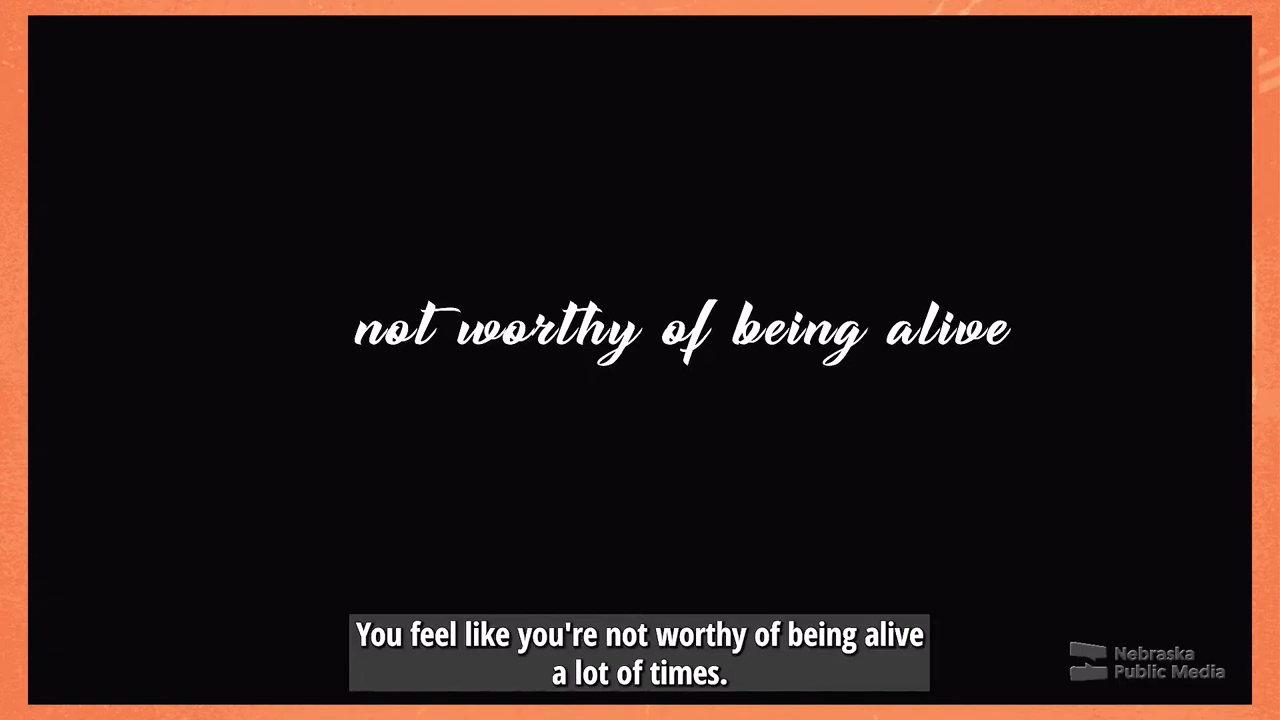 not worthy of being alive
You feel like you're not worthy of being alive
a lot of times.
Nebraska
Public Media